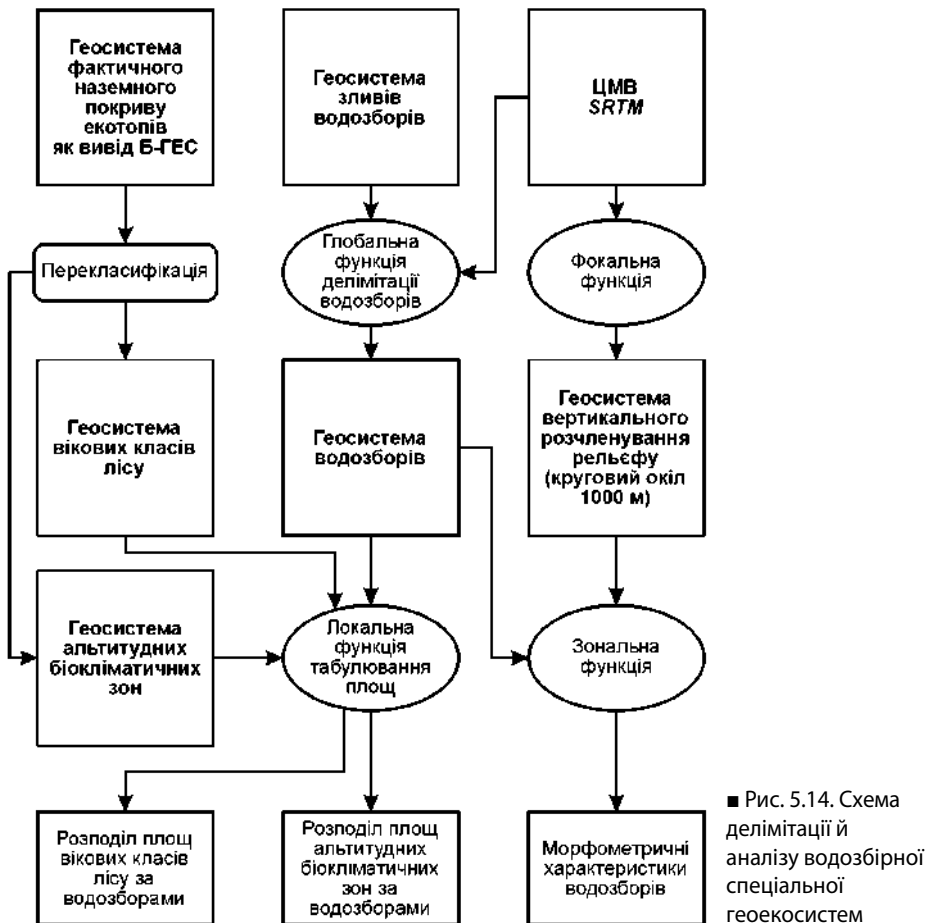 Геосистема
фактичного
наземного
покриву
екотопів
як вивід Б-ГЕС
Геосистема
зливів
водозборів
ЦМВ
SRTM
Перекласифікація
Глобальна
функція
делімітації
водозборів
Фокальна
функція
Геосистема
вікових класів
лісу
Геосистема
водозборів
Геосистема
вертикального
розчленування
рельєфу
(круговий окіл
1000 м)
Геосистема
альтитудних
біокліматичних
зон
Локальна
функція
табулювання
площ
Зональна
функція
Розподіл площ
вікових класів
лісу за
водозборами
Розподіл площ
альтитудних
біокліматичних
зон за
водозборами
Морфометричні
характеристики
водозборів
■ Рис. 5.14. Схема
делімітації й
аналізу водозбірної
спеціальної
геоекосистем